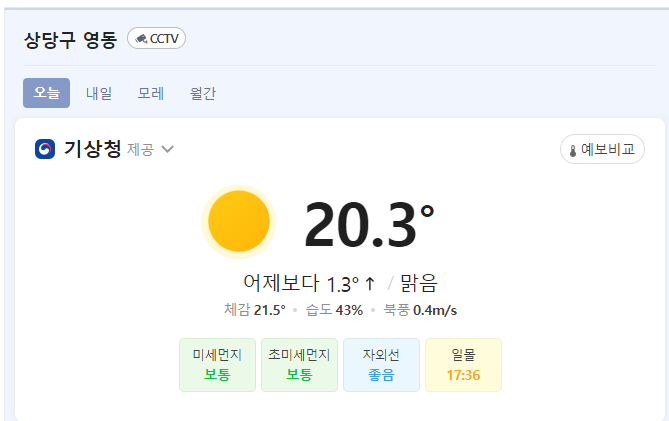 상당구 영동 CCTV
오늘 내일 모레 월간
기상청 제공 예보비교
20.3°
어제보다 1.3° ↑ / 맑음
체감 21.5° • 습도 43% • 북풍 0.4m/s
미세먼지 초미세먼지 자외선 일몰
보통 보통 좋음 17:36